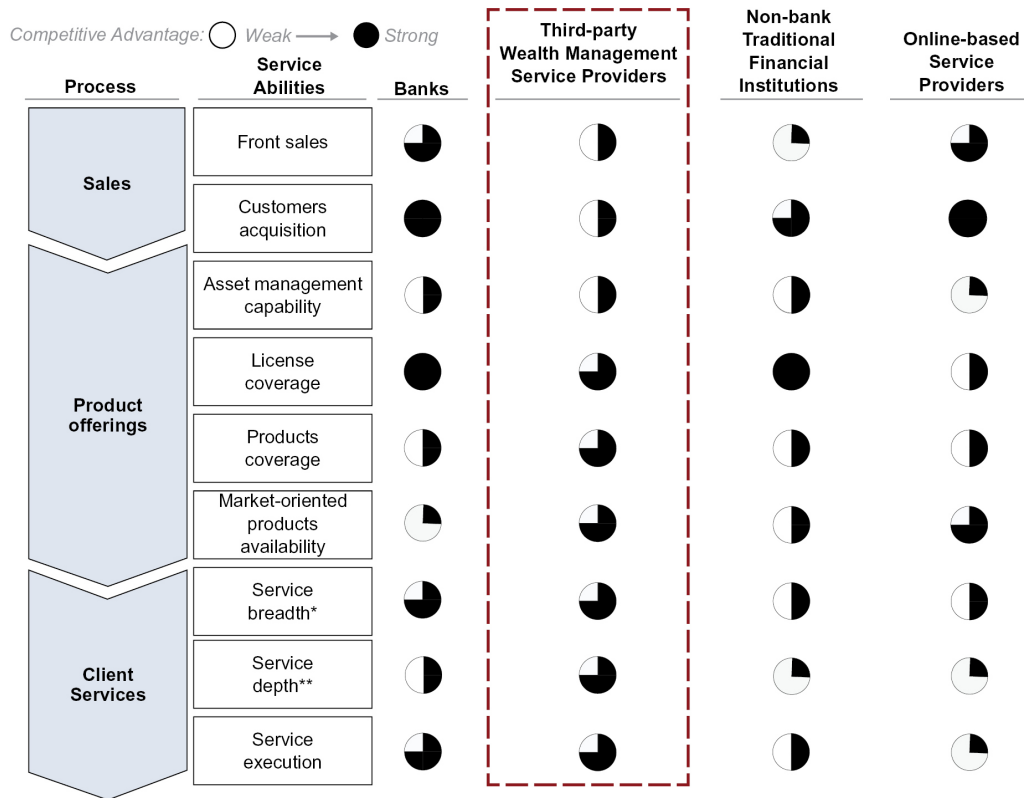 Competitive Advantage: Weak Strong
Process
Service
Abilities
Banks
Third-party
Wealth Management
Service Providers
Non-bank
Traditional
Financial
Institutions
Online-based
Service
Providers
Sales
Front sales
Customers
acquisition
Product
offerings
Asset management
capability
License
coverage
Products
coverage
Market-oriented
products
availability
Client
Services
Service
breadth*
Service
depth**
Service
execution